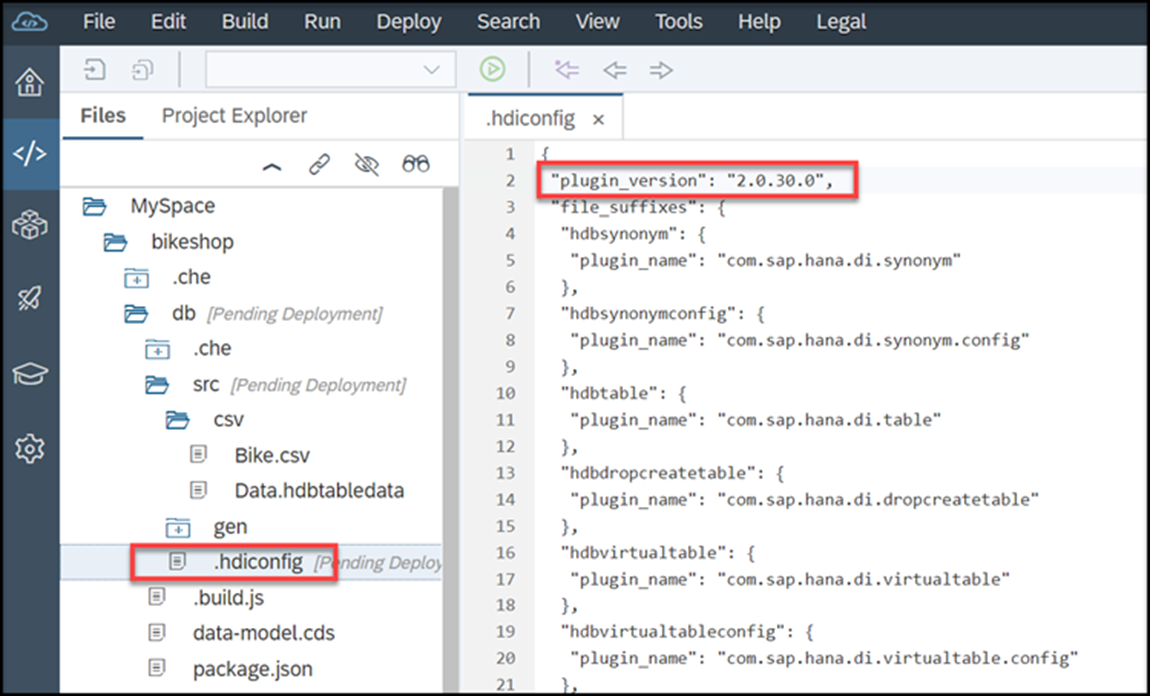 File Edit Build Run Deploy Search View Tools Help Legal
Files Project Explorer
.hdiconfig ×
MySpace
bikeshop
.che
db [Pending Deployment]
.che
src [Pending Deployment]
csv
Bike.csv
Data.hdbtabledata
gen
.hdiconfig [Pending Deploy
.build.js
data-model.cds
package.json
1 {
2 "plugin_version": "2.0.30.0",
3 "file_suffixes": {
4 "hdbsynonym": {
5 "plugin_name": "com.sap.hana.di.synonym"
6 },
7 "hdbsynonymconfig": {
8 "plugin_name": "com.sap.hana.di.synonym.config"
9 },
10 "hdbtable": {
11 "plugin_name": "com.sap.hana.di.table"
12 },
13 "hdbdropcreatetable": {
14 "plugin_name": "com.sap.hana.di.dropcreatetable"
15 },
16 "hdbvirtualtable": {
17 "plugin_name": "com.sap.hana.di.virtualtable"
18 },
19 "hdbvirtualtableconfig": {
20 "plugin_name": "com.sap.hana.di.virtualtable.config"
21 },